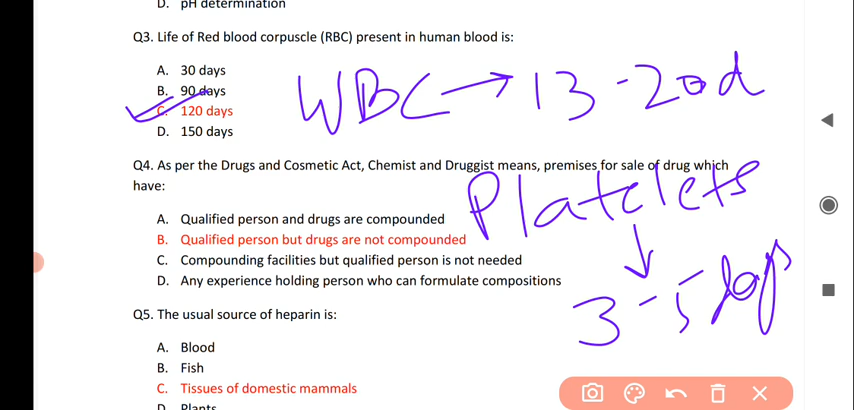 D. pH determination
Q3. Life of Red blood corpuscle (RBC) present in human blood is:
A. 30 days
B. 90 days
C. 120 days
D. 150 days
WBC → 13-20 d
Q4. As per the Drugs and Cosmetic Act, Chemist and Druggist means, premises for sale of drug which
have:
Platelets
A. Qualified person and drugs are compounded
B. Qualified person but drugs are not compounded
C. Compounding facilities but qualified person is not needed
D. Any experience holding person who can formulate compositions
3-5
Q5. The usual source of heparin is:
A. Blood
B. Fish
C. Tissues of domestic mammals
D. Plants